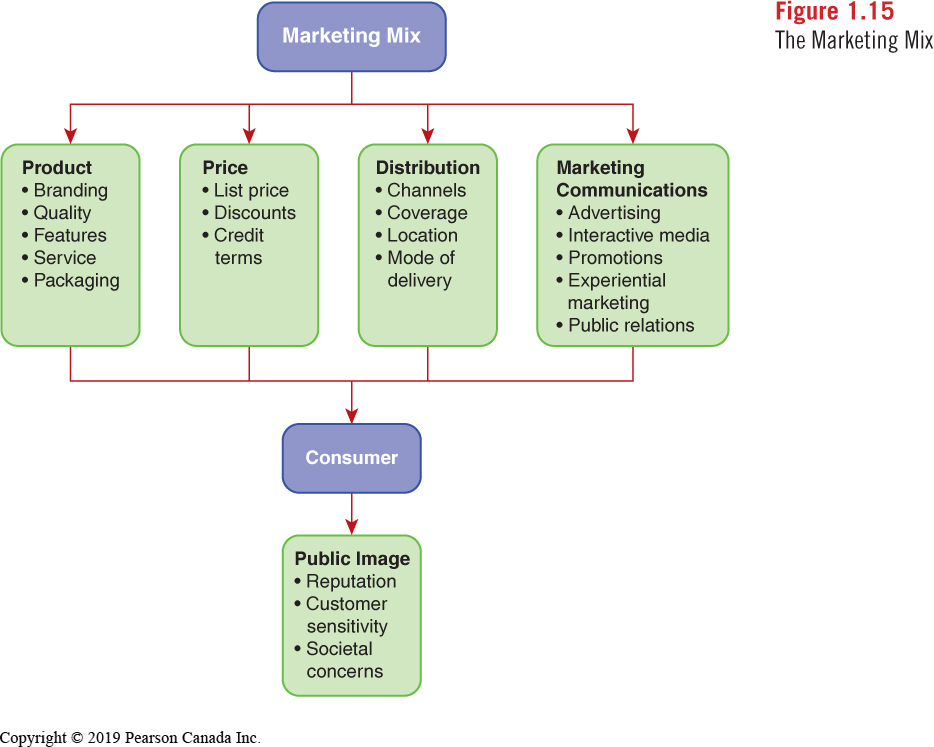 Figure 1.15
The Marketing Mix
Marketing Mix
Product
• Branding
• Quality
• Features
• Service
• Packaging
Price
• List price
• Discounts
• Credit
terms
Distribution
• Channels
• Coverage
• Location
• Mode of
delivery
Marketing
Communications
• Advertising
• Interactive media
• Promotions
• Experiential
marketing
• Public relations
Consumer
Public Image
• Reputation
• Customer
sensitivity
• Societal
concerns
Copyright © 2019 Pearson Canada Inc.